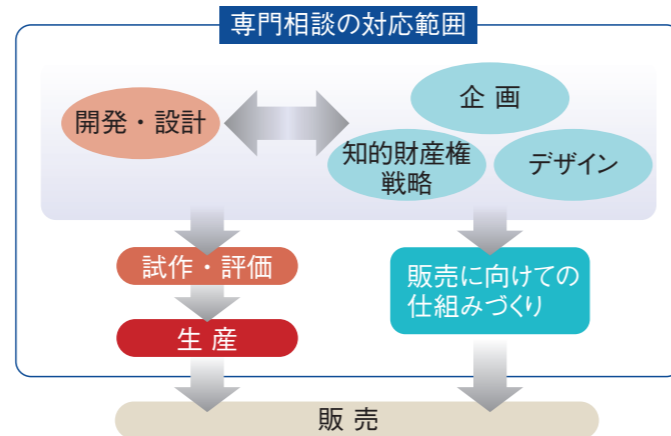 専門相談の対応範囲
開発・設計
企 画
知的財産権
戦略
デザイン
試作・評価
生 産
販売に向けての
仕組みづくり
販 売